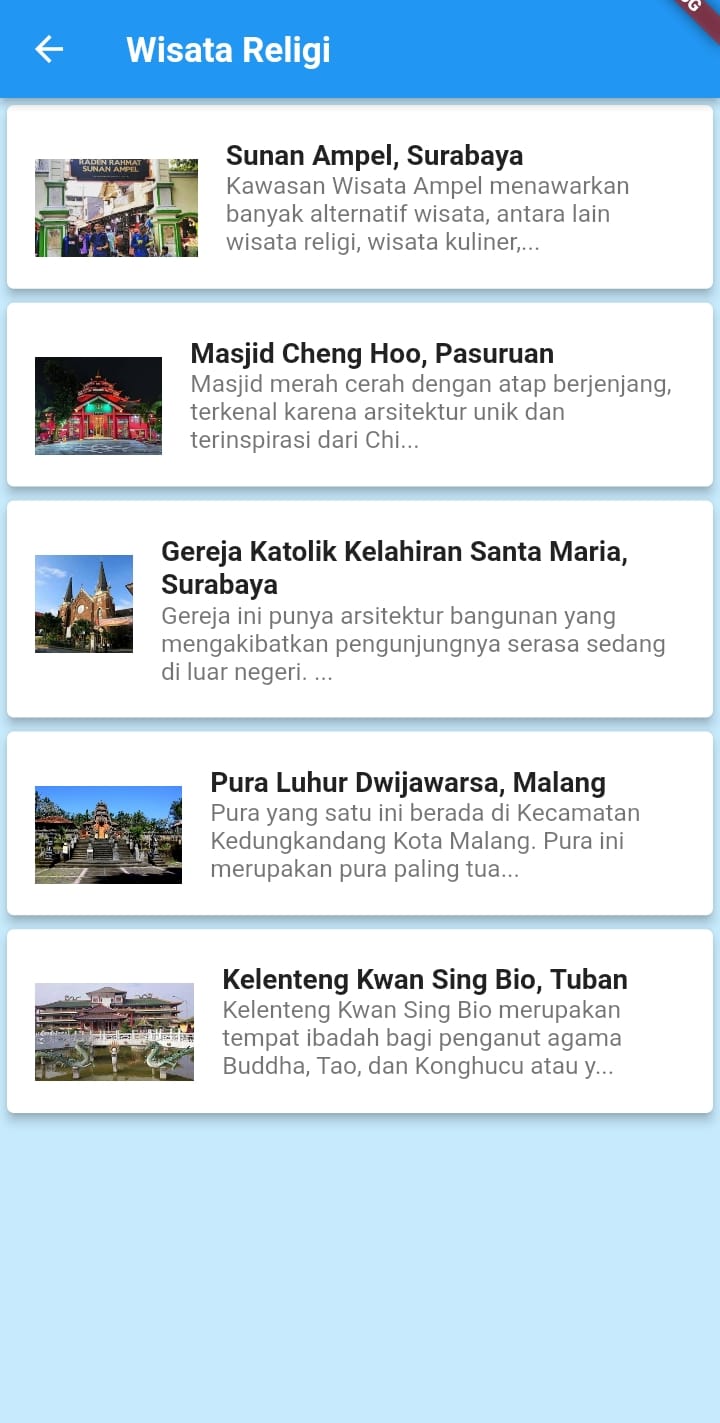 Wisata Religi
RADEN RAHMAT
SUNAN AMPEL
Sunan Ampel, Surabaya
Kawasan Wisata Ampel menawarkan
banyak alternatif wisata, antara lain
wisata religi, wisata kuliner,...
Masjid Cheng Hoo, Pasuruan
Masjid merah cerah dengan atap berjenjang,
terkenal karena arsitektur unik dan
terinspirasi dari Chi...
Gereja Katolik Kelahiran Santa Maria,
Surabaya
Gereja ini punya arsitektur bangunan yang
mengakibatkan pengunjungnya serasa sedang
di luar negeri. ...
Pura Luhur Dwijawarsa, Malang
Pura yang satu ini berada di Kecamatan
Kedungkandang Kota Malang. Pura ini
merupakan pura paling tua...
Kelenteng Kwan Sing Bio, Tuban
Kelenteng Kwan Sing Bio merupakan
tempat ibadah bagi penganut agama
Buddha, Tao, dan Konghucu atau y...